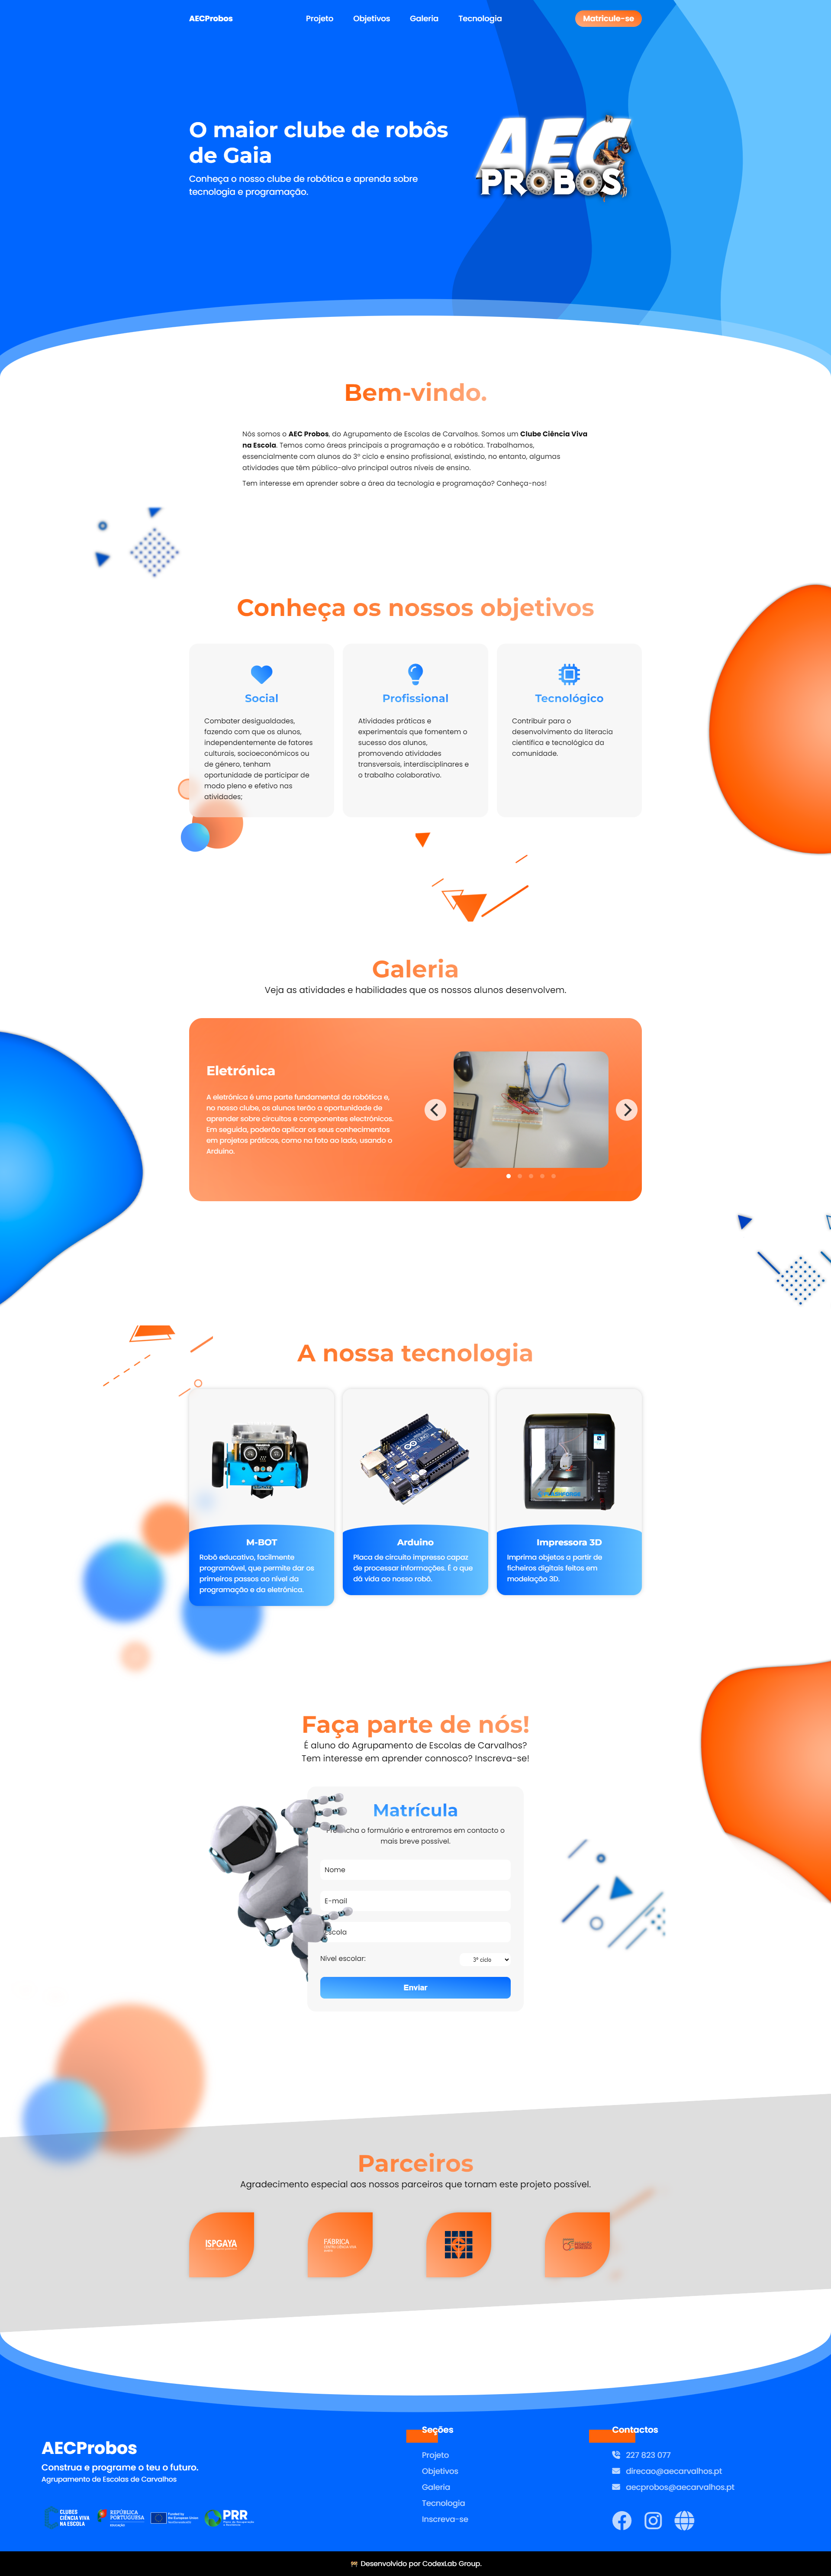 AECProbos
Projeto
Objetivos
Galeria
Tecnologia
Matricule-se
O maior clube de robôs
de Gaia
Conheça o nosso clube de robótica e aprenda sobre
tecnologia e programação.
AEC
PROBOS
Bem-vindo.
Nós somos o AEC Probos, do Agrupamento de Escolas de Carvalhos. Somos um Clube Ciência Viva
na Escola. Temos como áreas principais a programação e a robótica. Trabalhamos,
essencialmente com alunos do 3º ciclo e ensino profissional, existindo, no entanto, algumas
atividades que têm público-alvo principal outros níveis de ensino.
Tem interesse em aprender sobre a área da tecnologia e programação? Conheça-nos!
Conheça os nossos objetivos
Social
Combater desigualdades,
fazendo com que os alunos,
independentemente de fatores
culturais, socioeconómicos ou
de género, tenham
oportunidade de participar de
modo pleno e efetivo nas
atividades;
Profissional
Atividades práticas e
experimentais que fomentem o
sucesso dos alunos,
promovendo atividades
transversais, interdisciplinares e
o trabalho colaborativo.
Tecnológico
Contribuir para o
desenvolvimento da literacia
científica e tecnológica da
comunidade.
Galeria
Veja as atividades e habilidades que os nossos alunos desenvolvem.
Eletrónica
A eletrónica é uma parte fundamental da robótica e,
no nosso clube, os alunos terão a oportunidade de
aprender sobre circuitos e componentes electrónicos.
Em seguida, poderão aplicar os seus conhecimentos
em projetos práticos, como na foto ao lado, usando o
Arduino.
A nossa tecnologia
M-BOT
Robô educativo, facilmente
programável, que permite dar os
primeiros passos ao nível da
programação e da eletrónica.
Arduino
Placa de circuito impresso capaz
de processar informações. É o que
dá vida ao nosso robô.
Impressora 3D
Imprima objetos a partir de
ficheiros digitais feitos em
modelação 3D.
Faça parte de nós!
É aluno do Agrupamento de Escolas de Carvalhos?
Tem interesse em aprender connosco? Inscreva-se!
Matrícula
o formulário e entraremos em contacto o
mais breve possível.
Nome
E-mail
Escola
Nível escolar:
3º ciclo
Enviar
Parceiros
Agradecimento especial aos nossos parceiros que tornam este projeto possível.
ISPGAYA
FÁBRICA
AECProbos
Construa e programe o teu o futuro.
Agrupamento de Escolas de Carvalhos
CLUBES
CIÊNCIA VIVA
NA ESCOLA
REPÚBLICA
PORTUGUESA
PRR
Seções
Projeto
Objetivos
Galeria
Tecnologia
Inscreva-se
Contactos
227 823 077
direcao@aecarvalhos.pt
aecprobos@aecarvalhos.pt
Desenvolvido por CodexLab Group.